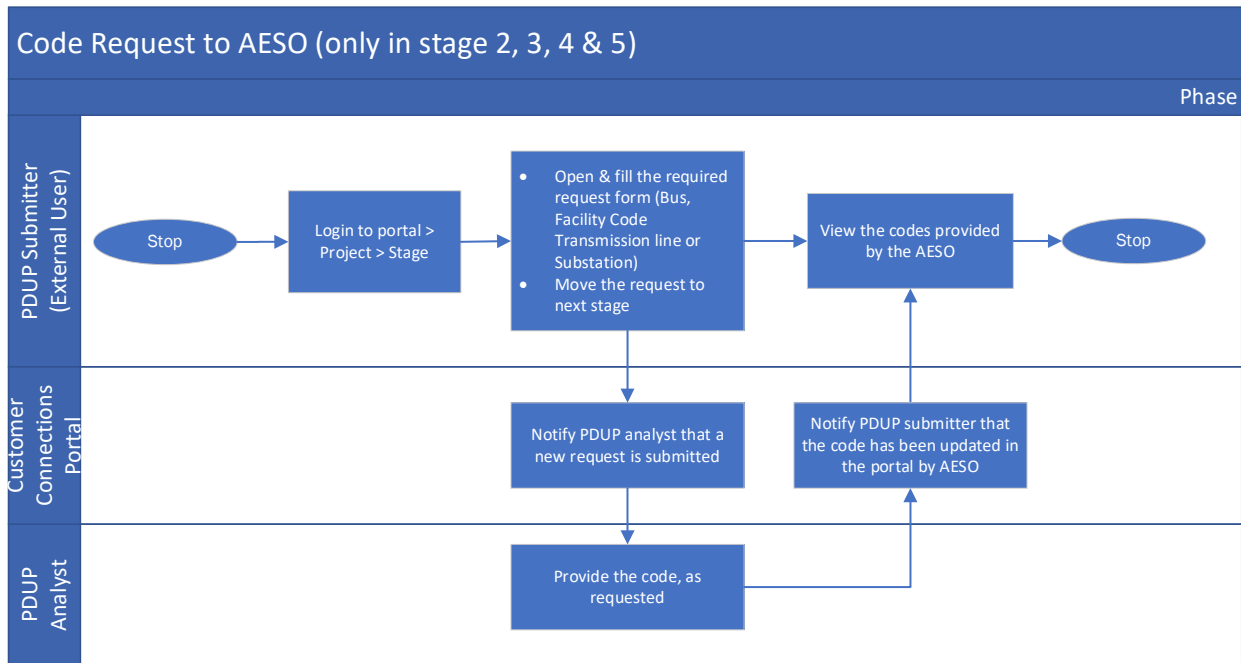 Code Request to AESO (only in stage 2, 3, 4 & 5)
Phase
PDUP Submitter
(External User)
Stop
Login to portal >
Project > Stage
• Open & fill the required
request form (Bus,
Facility Code
Transmission line or
Substation)
• Move the request to
next stage
View the codes provided
by the AESO
Stop
Customer
Connections
Portal
Notify PDUP analyst that a
new request is submitted
Notify PDUP submitter that
the code has been updated in
the portal by AESO
PDUP
Analyst
Provide the code, as
requested